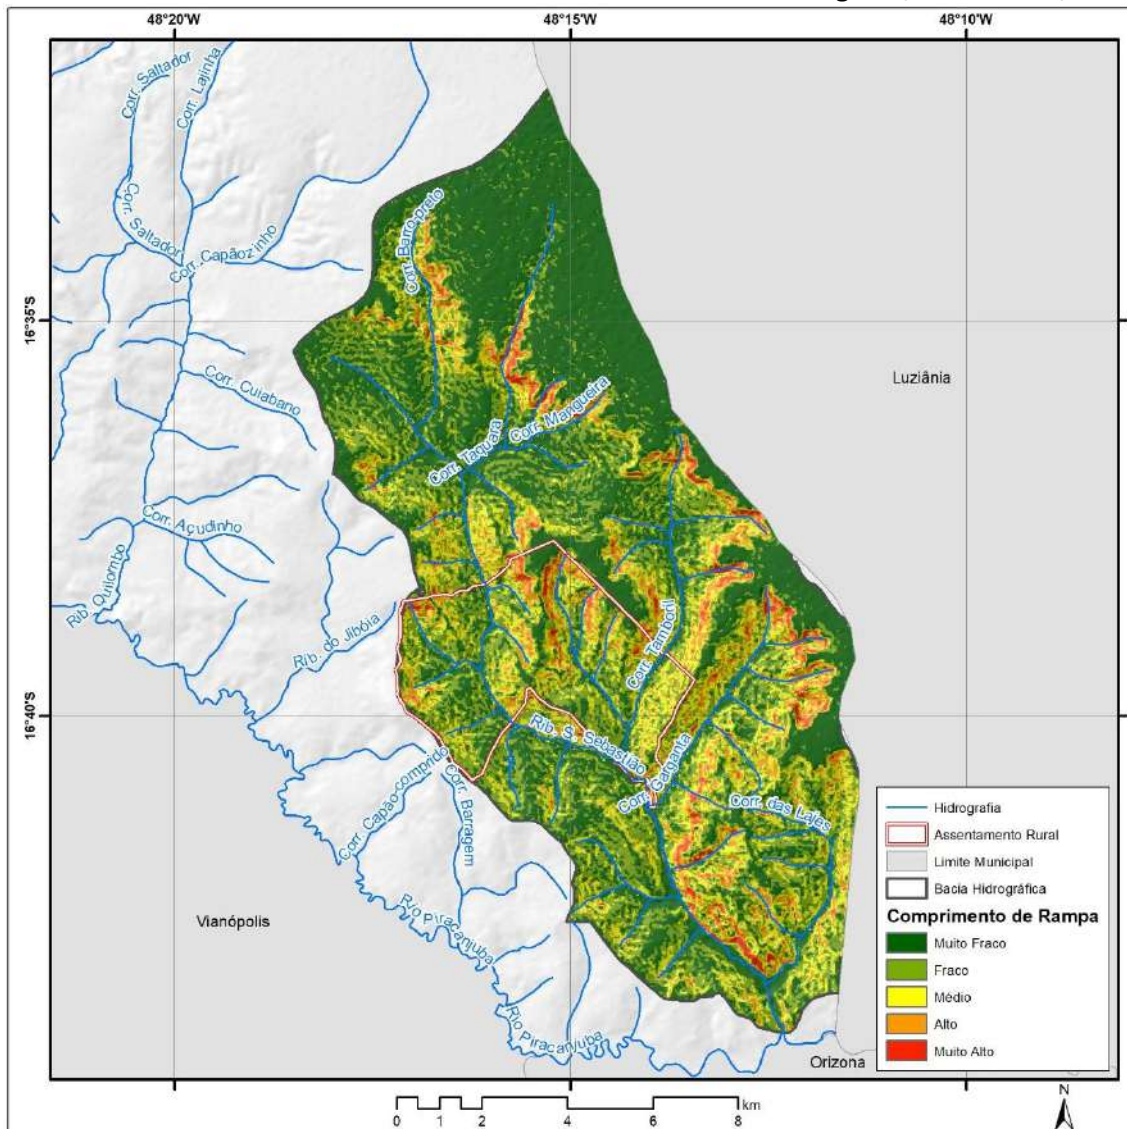 48°20'W
48°15'W
48°10'W
Corr. Saltador
Corr. Lajinha
Corr. Saltador
Corr. Capãozinho
Corr. Barro preto
16°35'S
Luziânia
Corr. Cuiabano
Corr. Mangueira
Corr. Taquara
Corr. Açudinho
Rib. Quilombo
Rib. do Jibóia
Corr. Tamboril
16°40'S
Rib. S. Sebastião
Corr. Garganta
Corr. Capão comprido
Corr. Barragem
Corr. das Lajes
Vianópolis
Rio Piracanjuba
Rio Piracanjuba
Orizona
Hidrografia
Assentamento Rural
Limite Municipal
Bacia Hidrográfica
Comprimento de Rampa
Muito Fraco
Fraco
Médio
Alto
Muito Alto
0 1 2 4 6 8
km
N